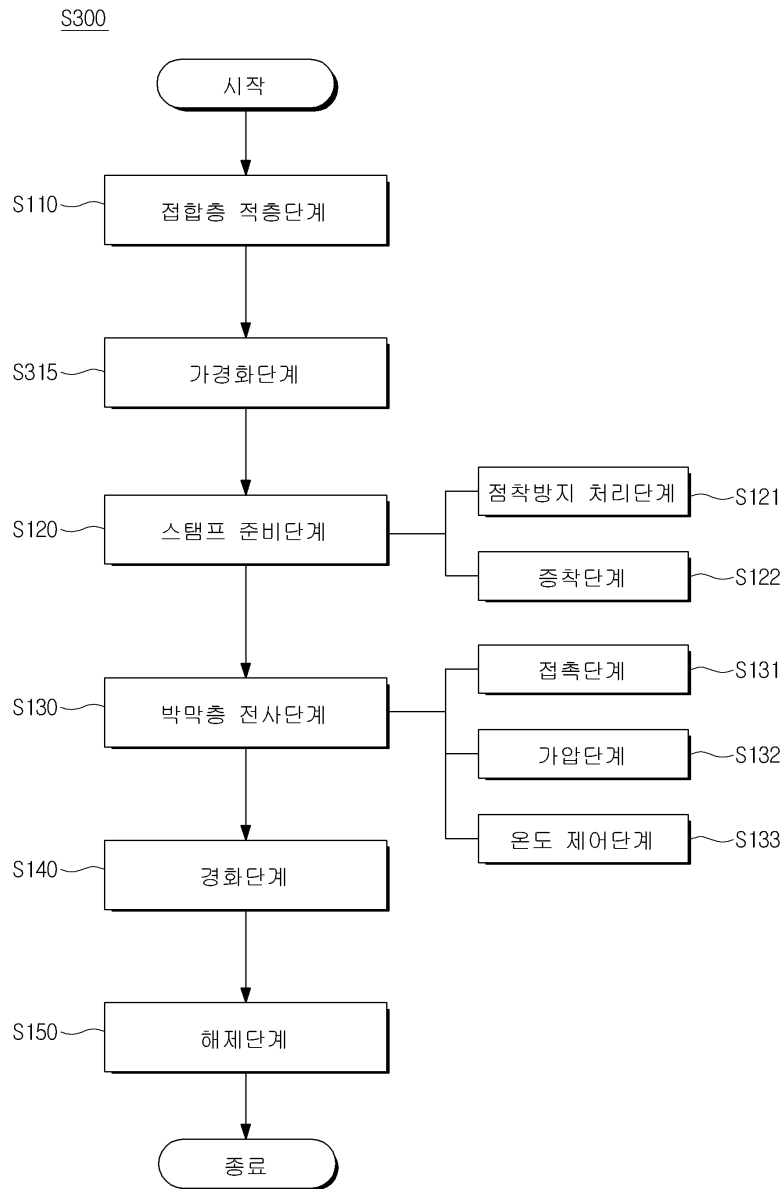 S300
시작
S110
접합층 적층단계
S315
가경화단계
S120
스탬프 준비단계
점착방지 처리단계
S121
증착단계
S122
S130
박막층 전사단계
접촉단계
S131
가압단계
S132
온도 제어단계
S133
S140
경화단계
S150
해제단계
종료